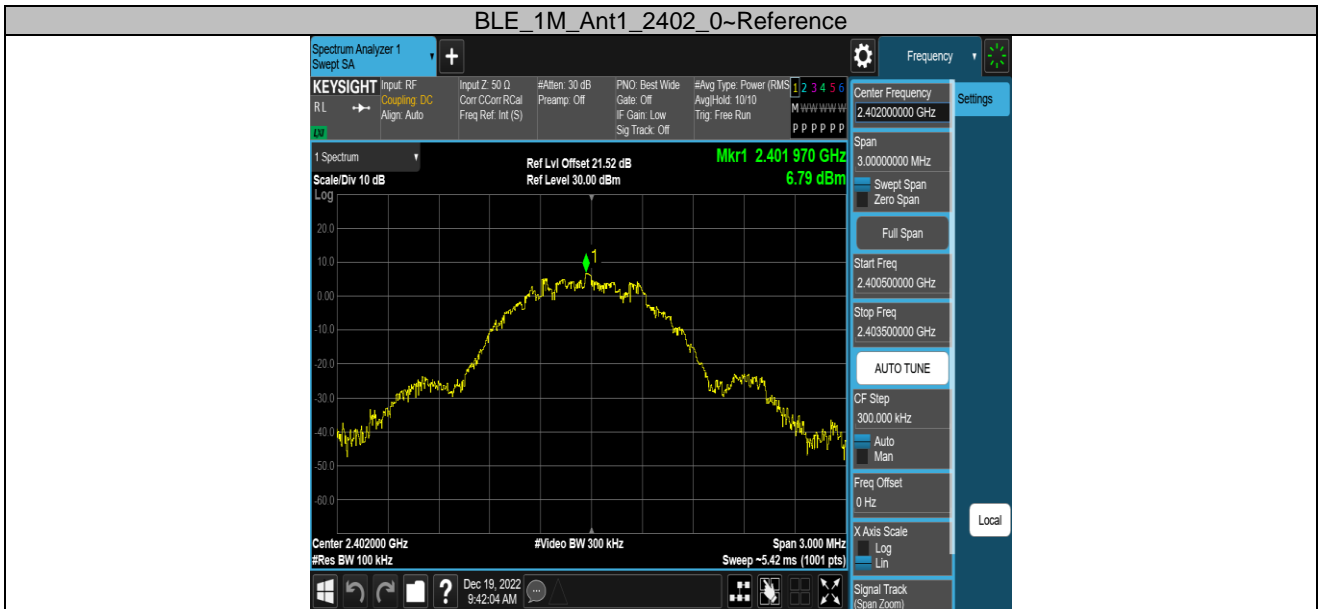 BLE_1M_Ant1_2402_0~Reference
Spectrum Analyzer 1
Swept SA
+
Frequency
KEYSIGHT
RL
LXI
Input: RF
Coupling: DC
Align: Auto
Input Z: 50 Ω
Corr CCorr RCal
Freq Ref: Int (S)
#Atten: 30 dB
Preamp: Off
PNO: Best Wide
Gate: Off
IF Gain: Low
Sig Track: Off
#Avg Type: Power (RMS
Avg|Hold: 10/10
Trig: Free Run
1 2 3 4 5 6
M W W W W W
P P P P P P
1 Spectrum
Scale/Div 10 dB
Ref Lvl Offset 21.52 dB
Ref Level 30.00 dBm
Mkr1 2.401 970 GHz
6.79 dBm
Log
20.0
10.0
0.00
-10.0
-20.0
-30.0
-40.0
-50.0
-60.0
1
Center 2.402000 GHz
#Res BW 100 kHz
#Video BW 300 kHz
Span 3.000 MHz
Sweep ~5.42 ms (1001 pts)
Center Frequency
2.402000000 GHz
Settings
Span
3.00000000 MHz
Swept Span
Zero Span
Full Span
Start Freq
2.400500000 GHz
Stop Freq
2.403500000 GHz
AUTO TUNE
CF Step
300.000 kHz
Auto
Man
Freq Offset
0 Hz
X Axis Scale
Log
Lin
Local
Signal Track
(Span Zoom)
?
Dec 19, 2022
9:42:04 AM